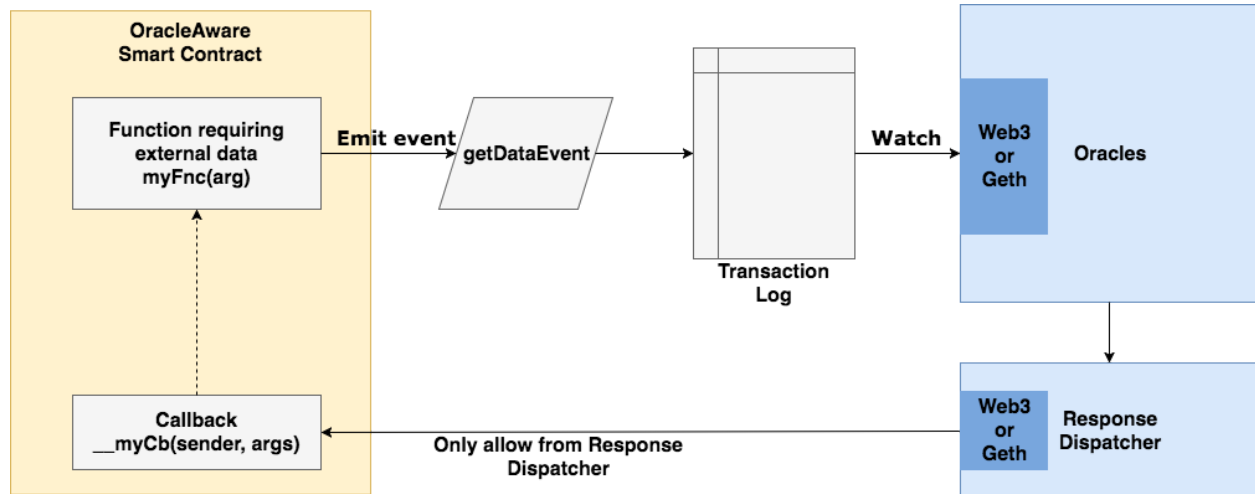 OracleAware
Smart Contract
Function requiring
external data
myFnc(arg)
Emit event
getDataEvent
Transaction
Log
Watch
Web3
or
Geth
Oracles
Callback
__myCb(sender, args)
Only allow from Response
Dispatcher
Web3
or
Geth
Response
Dispatcher